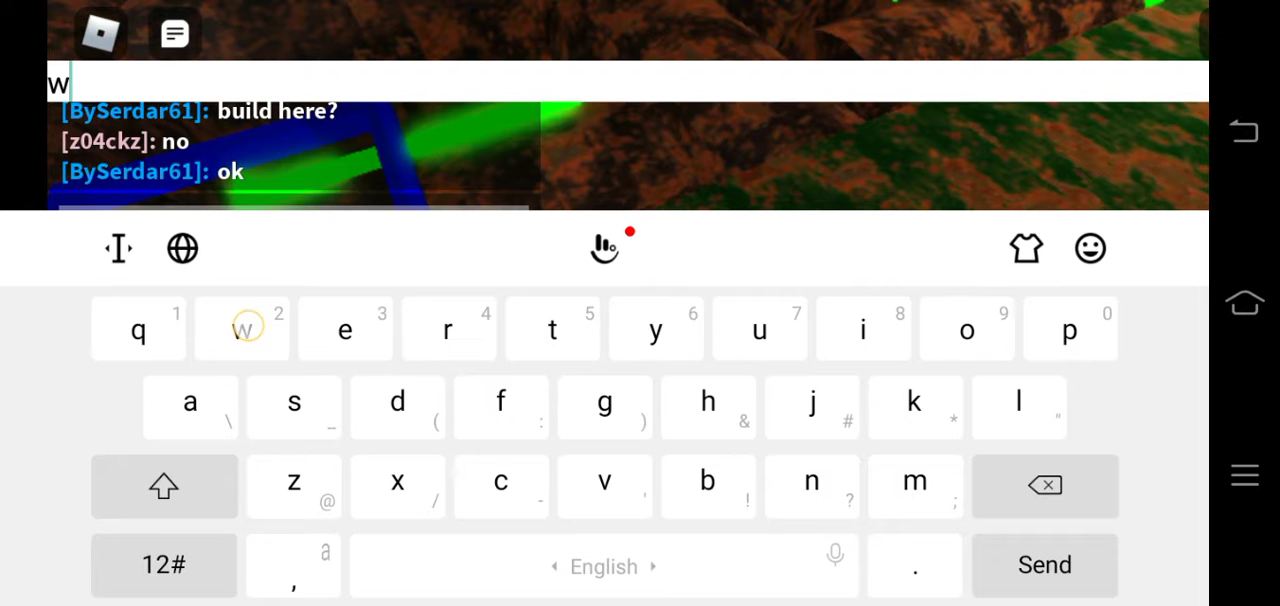 w
[BySerdar61]: build here?
[z04ckz]: no
[BySerdar61]: ok
q 1 w 2 e 3 r 4 t 5 y 6 u 7 i 8 o 9 p 0
a \ s _ d ( f : g ) h & j # k * l "
z @ x / c - v ' b ! n ? m ;
12# , a English . Send